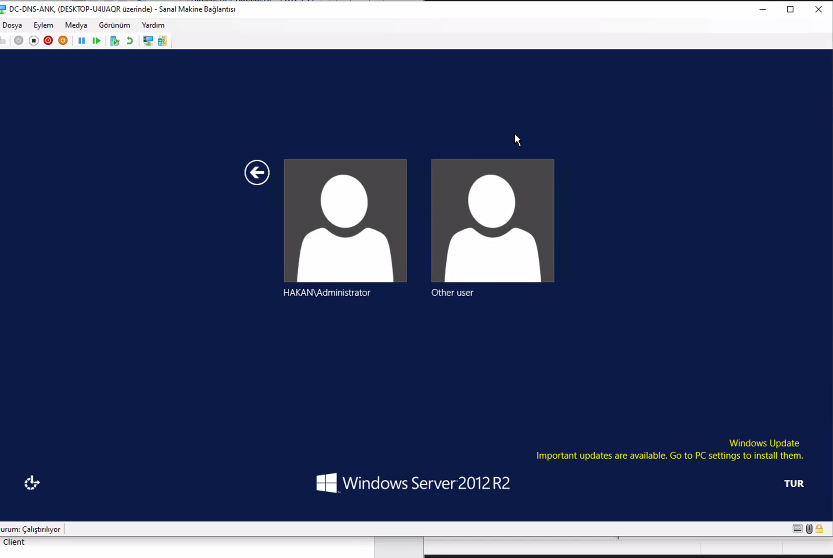 DC-DNS-ANK, (DESKTOP-U4IJAQR üzerinde) - Sanal Makine Bağlantısı
Dosya Eylem Medya Görünüm Yardım
HAKAN\Administrator
Other user
Windows Update
Important updates are available. Go to PC settings to install them.
Windows Server 2012 R2
TUR
urum: Çalıştırılıyor
Client